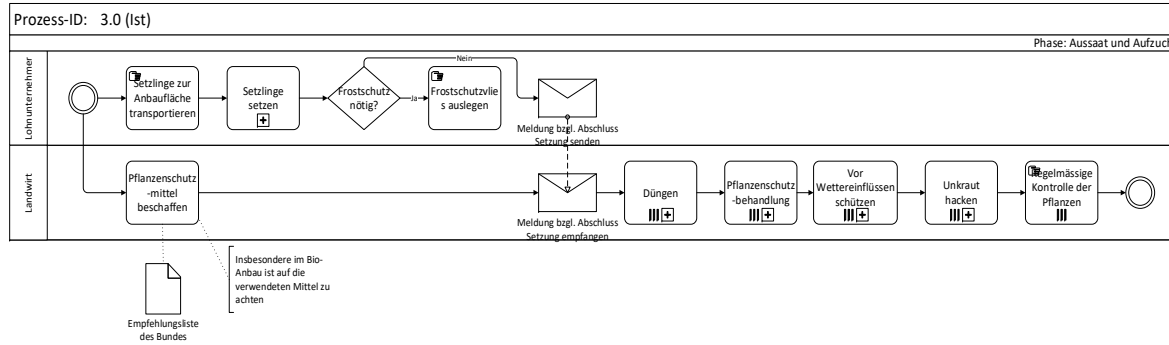 Prozess-ID: 3.0 (Ist)
Phase: Aussaat und Aufzuch
Lohnunternehmer
Setzlinge zur
Anbaufläche
transportieren
Setzlinge
setzen
Frostschutz
nötig?
Nein
Ja
Frostschutzvlie
s auslegen
Meldung bzgl. Abschluss
Setzung senden
Landwirt
Pflanzenschutz
-mittel
beschaffen
Meldung bzgl. Abschluss
Setzung empfangen
Düngen
Pflanzenschutz
-behandlung
Vor
Wettereinflüssen
schützen
Unkraut
hacken
Regelmässige
Kontrolle der
Pflanzen
Insbesondere im Bio-
Anbau ist auf die
verwendeten Mittel zu
achten
Empfehlungsliste
des Bundes